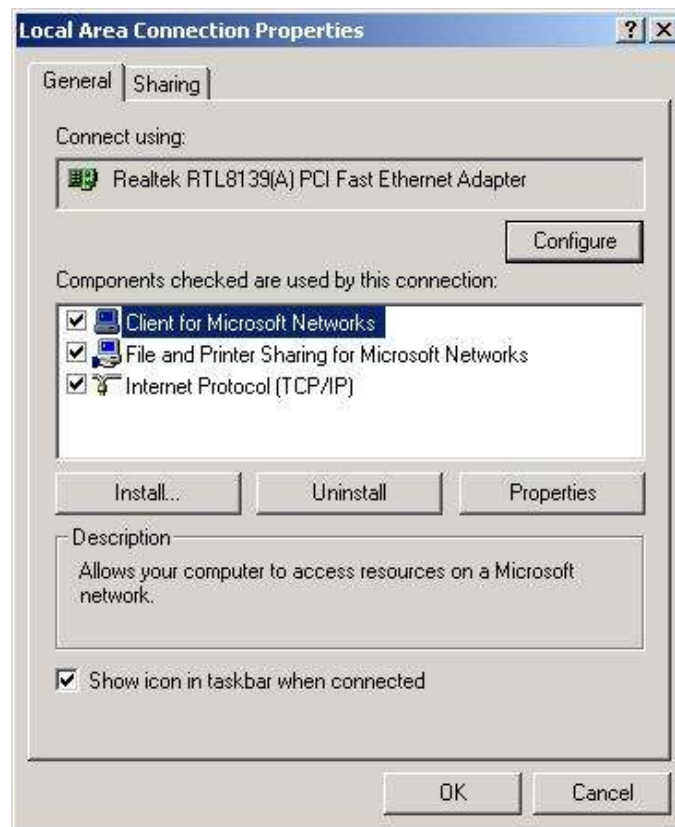 Local Area Connection Properties
General
Sharing
Connect using:
Realtek RTL8139(A) PCI Fast Ethernet Adapter
Configure
Components checked are used by this connection:
Client for Microsoft Networks
File and Printer Sharing for Microsoft Networks
Internet Protocol (TCP/IP)
Install...
Uninstall
Properties
Description
Allows your computer to access resources on a Microsoft
network.
Show icon in taskbar when connected
OK
Cancel